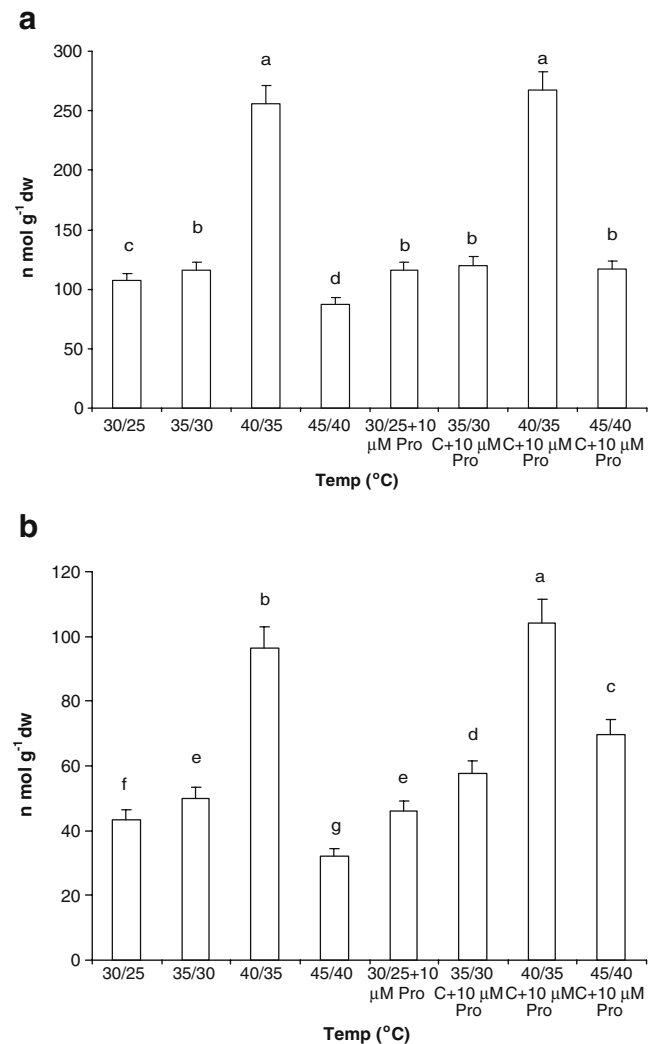 a
n mol g⁻¹ dw
300
250
200
150
100
50
0
c
b
a
d
b
b
a
b
30/25 35/30 40/35 45/40 30/25+10 35/30 40/35 45/40
μM Pro C+10 μM C+10 μM C+10 μM
Pro Pro Pro
Temp (°C)
b
n mol g⁻¹ dw
120
100
80
60
40
20
0
f
e
b
g
e
d
a
c
30/25 35/30 40/35 45/40 30/25+10 35/30 40/35 45/40
μM Pro C+10 μM C+10 μM C+10 μM
Pro Pro Pro
Temp (°C)